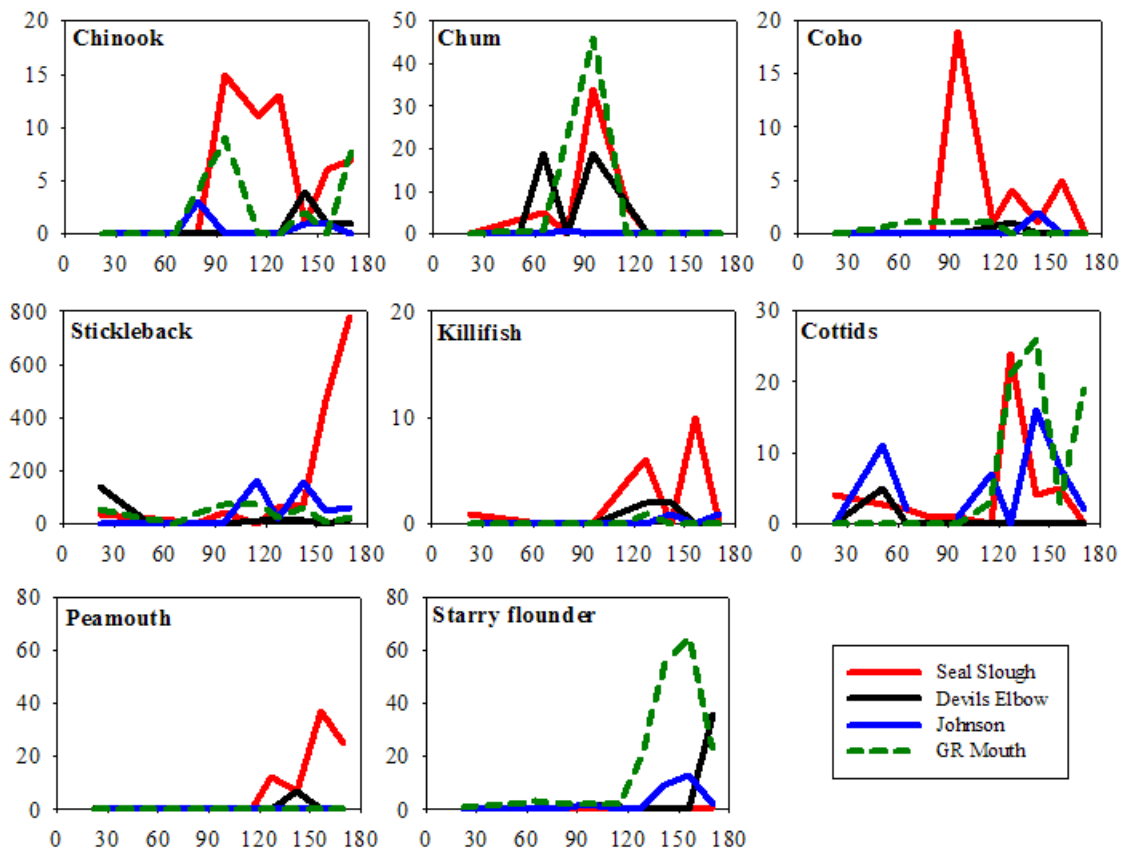 20
15
10
5
0
Chinook
0 30 60 90 120 150 180
50
40
30
20
10
0
Chum
0 30 60 90 120 150 180
20
15
10
5
0
Coho
0 30 60 90 120 150 180
800
600
400
200
0
Stickleback
0 30 60 90 120 150 180
20
10
0
Killifish
0 30 60 90 120 150 180
30
20
10
0
Cottids
0 30 60 90 120 150 180
80
60
40
20
0
Peamouth
0 30 60 90 120 150 180
80
60
40
20
0
Starry flounder
0 30 60 90 120 150 180
Seal Slough
Devils Elbow
Johnson
GR Mouth